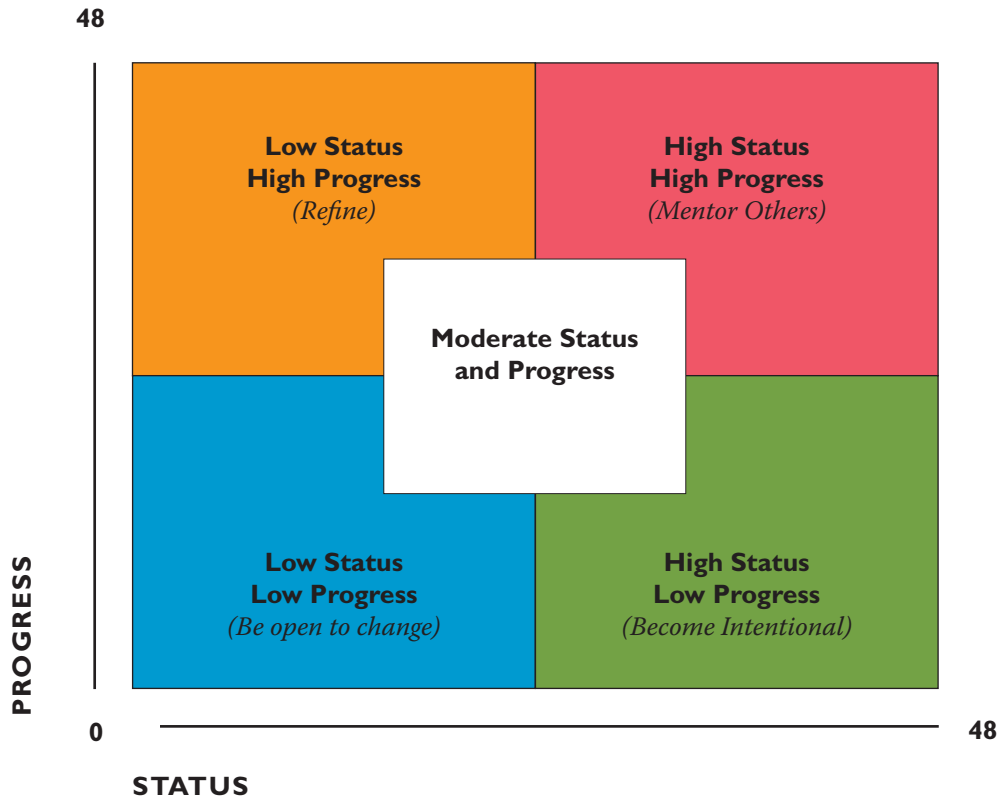 48
Low Status
High Progress
(Refine)
High Status
High Progress
(Mentor Others)
Moderate Status
and Progress
Low Status
Low Progress
(Be open to change)
High Status
Low Progress
(Become Intentional)
PROGRESS
0
48
STATUS